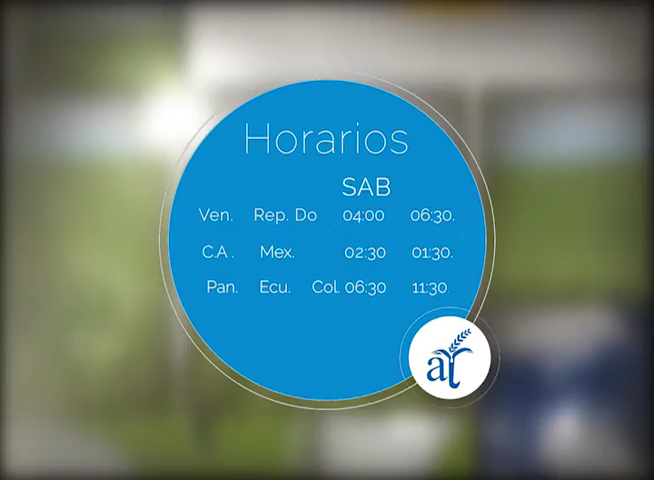 Horarios
SAB
Ven. Rep. Do 04:00 06:30.
C.A . Mex. 02:30 01:30.
Pan. Ecu. Col. 06:30 11:30
ar